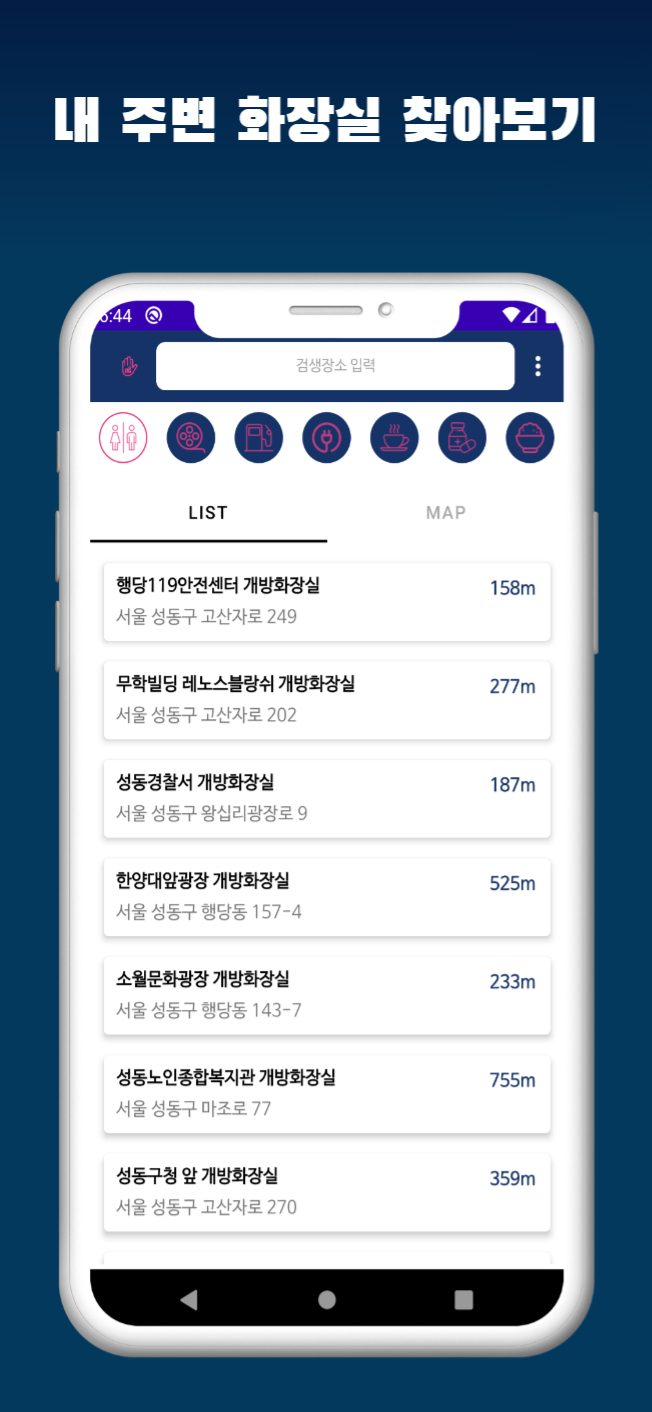 내 주변 화장실 찾아보기
6:44
검생장소 입력
LIST
MAP
행당119안전센터 개방화장실
158m
서울 성동구 고산자로 249
무학빌딩 레노스블랑쉬 개방화장실
277m
서울 성동구 고산자로 202
성동경찰서 개방화장실
187m
서울 성동구 왕십리광장로 9
한양대앞광장 개방화장실
525m
서울 성동구 행당동 157-4
소월문화광장 개방화장실
233m
서울 성동구 행당동 143-7
성동노인종합복지관 개방화장실
755m
서울 성동구 마조로 77
성동구청 앞 개방화장실
359m
서울 성동구 고산자로 270